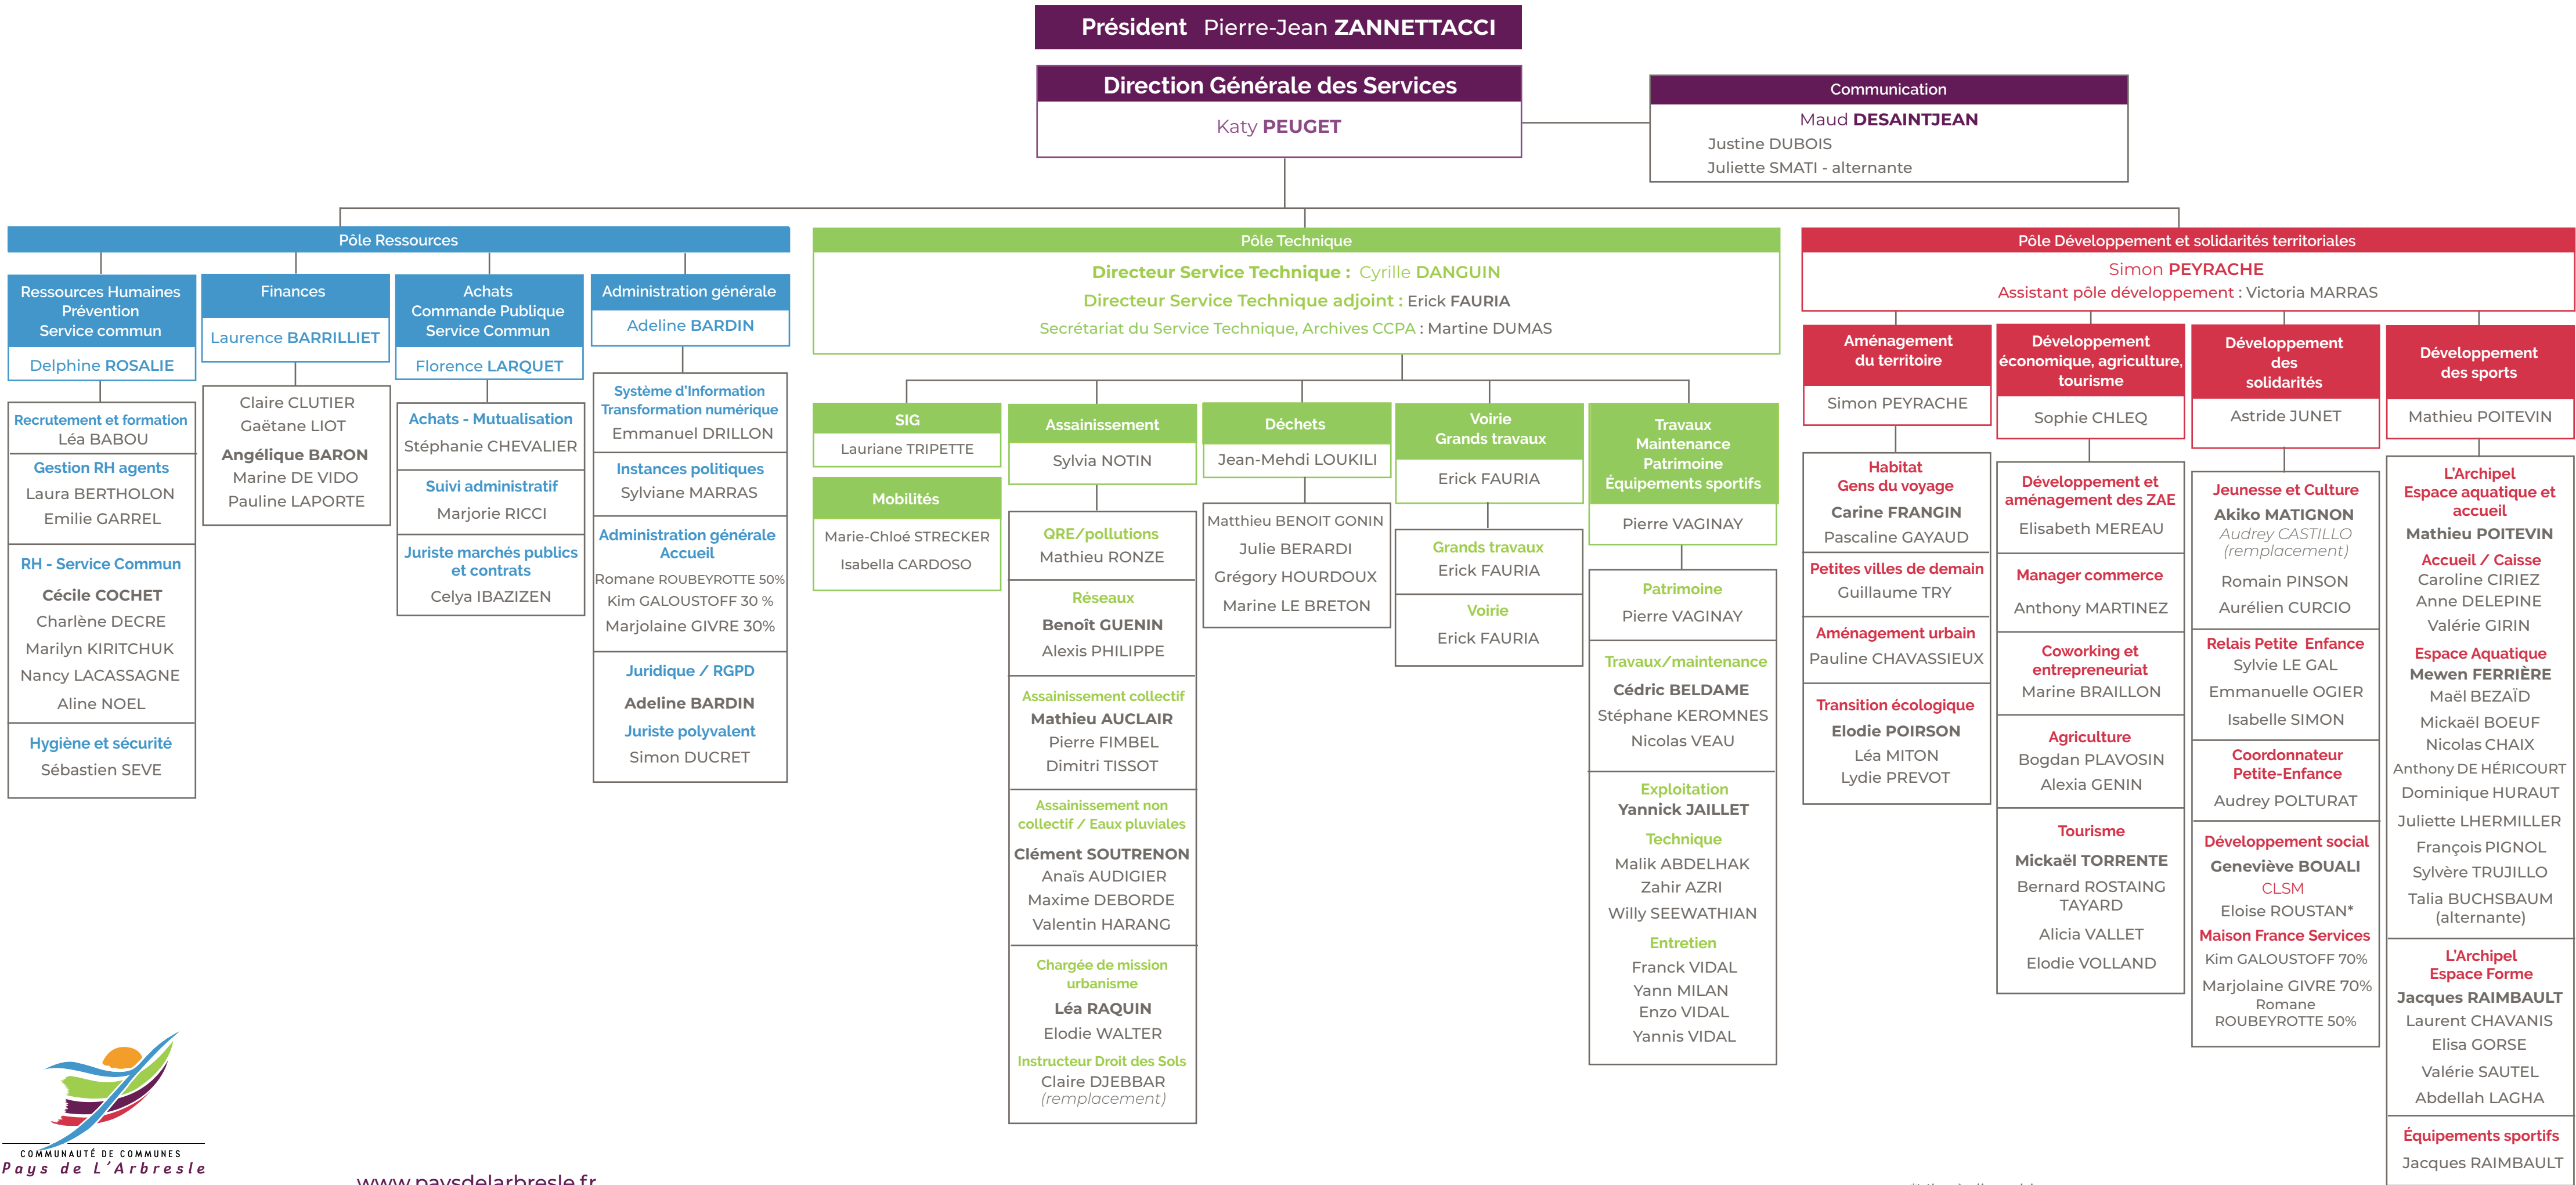 Président Pierre-Jean ZANNETTACCI
Direction Générale des Services
Katy PEUGET
Communication
Maud DESAINTJEAN
Justine DUBOIS
Juliette SMATI - alternante
Pôle Ressources
Ressources Humaines
Prévention
Service commun
Delphine ROSALIE
Recrutement et formation
Léa BABOU
Gestion RH agents
Laura BERTHOLON
Emilie GARREL
RH - Service Commun
Cécile COCHET
Charlène DECRE
Marilyn KIRITCHUK
Nancy LACASSAGNE
Aline NOEL
Hygiène et sécurité
Sébastien SEVE
Finances
Laurence BARRILLIET
Claire CLUTIER
Gaëtane LIOT
Angélique BARON
Marine DE VIDO
Pauline LAPORTE
Achats
Commande Publique
Service Commun
Florence LARQUET
Achats - Mutualisation
Stéphanie CHEVALIER
Suivi administratif
Marjorie RICCI
Juriste marchés publics
et contrats
Celya IBAZIZEN
Administration générale
Adeline BARDIN
Système d'Information
Transformation numérique
Emmanuel DRILLON
Instances politiques
Sylviane MARRAS
Administration générale
Accueil
Romane ROUBEYROTTE 50%
Kim GALOUSTOFF 30 %
Marjolaine GIVRE 30%
Juridique / RGPD
Adeline BARDIN
Juriste polyvalent
Simon DUCRET
Pôle Technique
Directeur Service Technique : Cyrille DANGUIN
Directeur Service Technique adjoint : Erick FAURIA
Secrétariat du Service Technique, Archives CCPA : Martine DUMAS
SIG
Lauriane TRIPETTE
Mobilités
Marie-Chloé STRECKER
Isabella CARDOSO
Assainissement
Sylvia NOTIN
QRE/pollutions
Mathieu RONZE
Réseaux
Benoît GUENIN
Alexis PHILIPPE
Assainissement collectif
Mathieu AUCLAIR
Pierre FIMBEL
Dimitri TISSOT
Assainissement non
collectif / Eaux pluviales
Clément SOUTRENON
Anaïs AUDIGIER
Maxime DEBORDE
Valentin HARANG
Chargée de mission
urbanisme
Léa RAQUIN
Elodie WALTER
Instructeur Droit des Sols
Claire DJEBBAR
(remplacement)
Déchets
Jean-Mehdi LOUKILI
Matthieu BENOIT GONIN
Julie BERARDI
Grégory HOURDOUX
Marine LE BRETON
Voirie
Grands travaux
Erick FAURIA
Grands travaux
Erick FAURIA
Voirie
Erick FAURIA
Travaux
Maintenance
Patrimoine
Équipements sportifs
Pierre VAGINAY
Patrimoine
Pierre VAGINAY
Travaux/maintenance
Cédric BELDAME
Stéphane KEROMNES
Nicolas VEAU
Exploitation
Yannick JAILLET
Technique
Malik ABDELHAK
Zahir AZRI
Willy SEEWATHIAN
Entretien
Franck VIDAL
Yann MILAN
Enzo VIDAL
Yannis VIDAL
Pôle Développement et solidarités territoriales
Simon PEYRACHE
Assistant pôle développement : Victoria MARRAS
Aménagement
du territoire
Simon PEYRACHE
Habitat
Gens du voyage
Carine FRANGIN
Pascaline GAYAUD
Petites villes de demain
Guillaume TRY
Aménagement urbain
Pauline CHAVASSIEUX
Transition écologique
Elodie POIRSON
Léa MITON
Lydie PREVOT
Développement
économique, agriculture,
tourisme
Sophie CHLEQ
Développement et
aménagement des ZAE
Elisabeth MEREAU
Manager commerce
Anthony MARTINEZ
Coworking et
entrepreneuriat
Marine BRAILLON
Agriculture
Bogdan PLAVOSIN
Alexia GENIN
Tourisme
Mickaël TORRENTE
Bernard ROSTAING
TAYARD
Alicia VALLET
Elodie VOLLAND
Développement
des
solidarités
Astride JUNET
Jeunesse et Culture
Akiko MATIGNON
Audrey CASTILLO
(remplacement)
Romain PINSON
Aurélien CURCIO
Relais Petite Enfance
Sylvie LE GAL
Emmanuelle OGIER
Isabelle SIMON
Coordonnateur
Petite-Enfance
Audrey POLTURAT
Développement social
Geneviève BOUALI
CLSM
Eloise ROUSTAN*
Maison France Services
Kim GALOUSTOFF 70%
Marjolaine GIVRE 70%
Romane
ROUBEYROTTE 50%
Développement
des sports
Mathieu POITEVIN
L'Archipel
Espace aquatique et
accueil
Mathieu POITEVIN
Accueil / Caisse
Caroline CIRIEZ
Anne DELEPINE
Valérie GIRIN
Espace Aquatique
Mewen FERRIÈRE
Maël BEZAÏD
Mickaël BOEUF
Nicolas CHAIX
Anthony DE HÉRICOURT
Dominique HURAUT
Juliette LHERMILLER
François PIGNOL
Sylvère TRUJILLO
Talia BUCHSBAUM
(alternante)
L'Archipel
Espace Forme
Jacques RAIMBAULT
Laurent CHAVANIS
Elisa GORSE
Valérie SAUTEL
Abdellah LAGHA
Équipements sportifs
Jacques RAIMBAULT
COMMUNAUTÉ DE COMMUNES
Pays de L'Arbresle
www.paysdelarbresle.fr